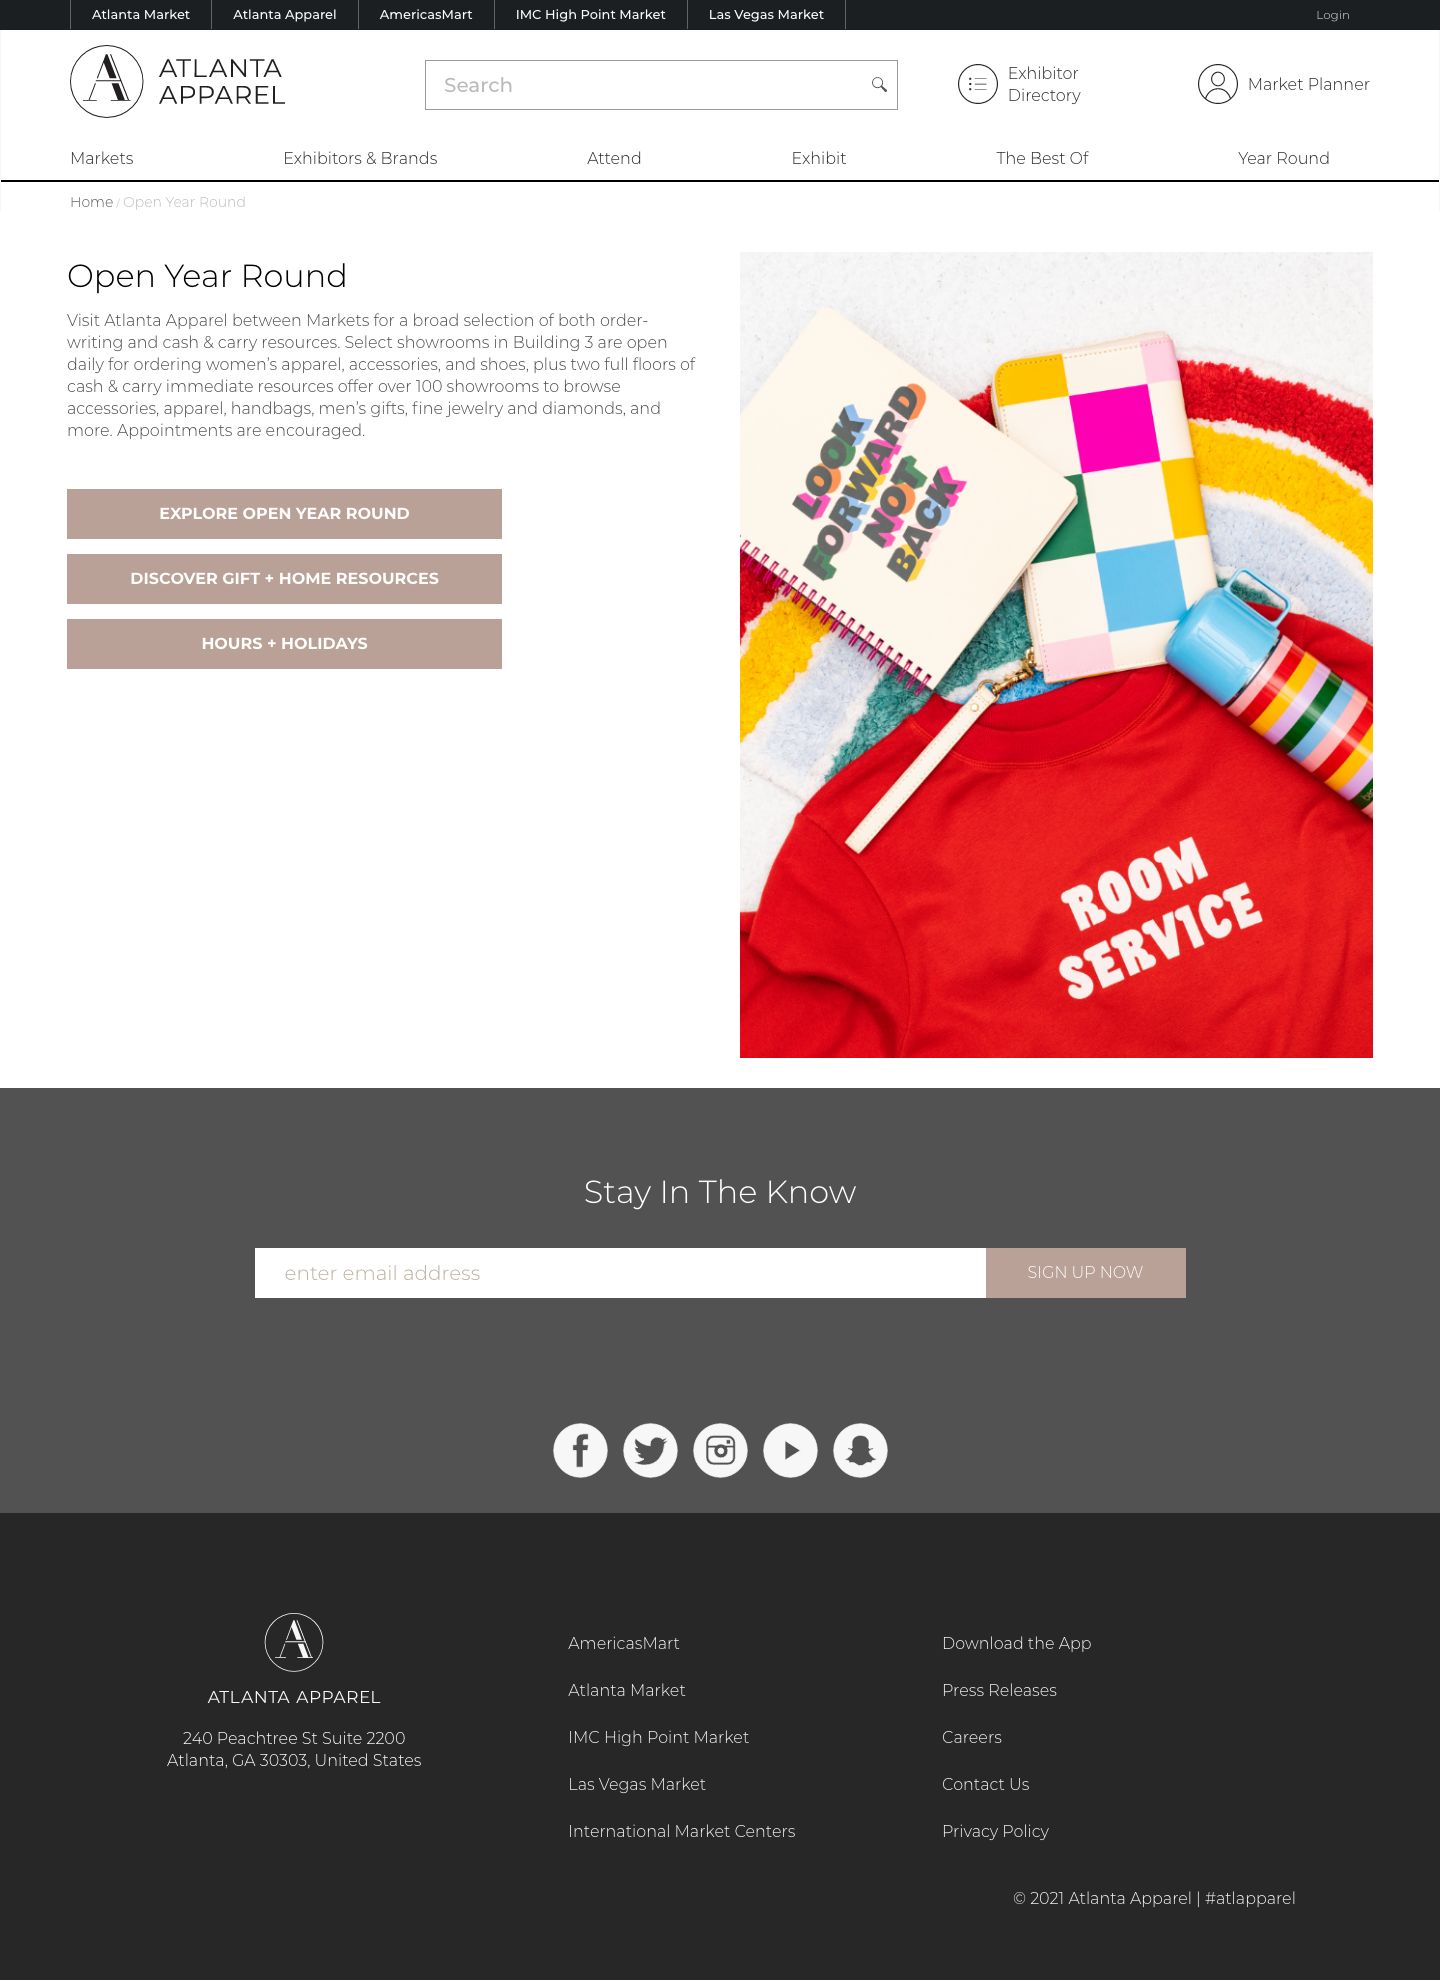 Atlanta Market
Atlanta Apparel
AmericasMart
IMC High Point Market
Las Vegas Market
Login
ATLANTA
APPAREL
Search
Exhibitor
Directory
Market Planner
Markets
Exhibitors & Brands
Attend
Exhibit
The Best Of
Year Round
Home / Open Year Round
Open Year Round
Visit Atlanta Apparel between Markets for a broad selection of both order-
writing and cash & carry resources. Select showrooms in Building 3 are open
daily for ordering women's apparel, accessories, and shoes, plus two full floors of
cash & carry immediate resources offer over 100 showrooms to browse
accessories, apparel, handbags, men's gifts, fine jewelry and diamonds, and
more. Appointments are encouraged.
EXPLORE OPEN YEAR ROUND
DISCOVER GIFT + HOME RESOURCES
HOURS + HOLIDAYS
LOOK
FORWARD
NOT
BACK
ROOM
SERVICE
Stay In The Know
enter email address
SIGN UP NOW
ATLANTA APPAREL
240 Peachtree St Suite 2200
Atlanta, GA 30303, United States
AmericasMart
Atlanta Market
IMC High Point Market
Las Vegas Market
International Market Centers
Download the App
Press Releases
Careers
Contact Us
Privacy Policy
© 2021 Atlanta Apparel | #atlapparel